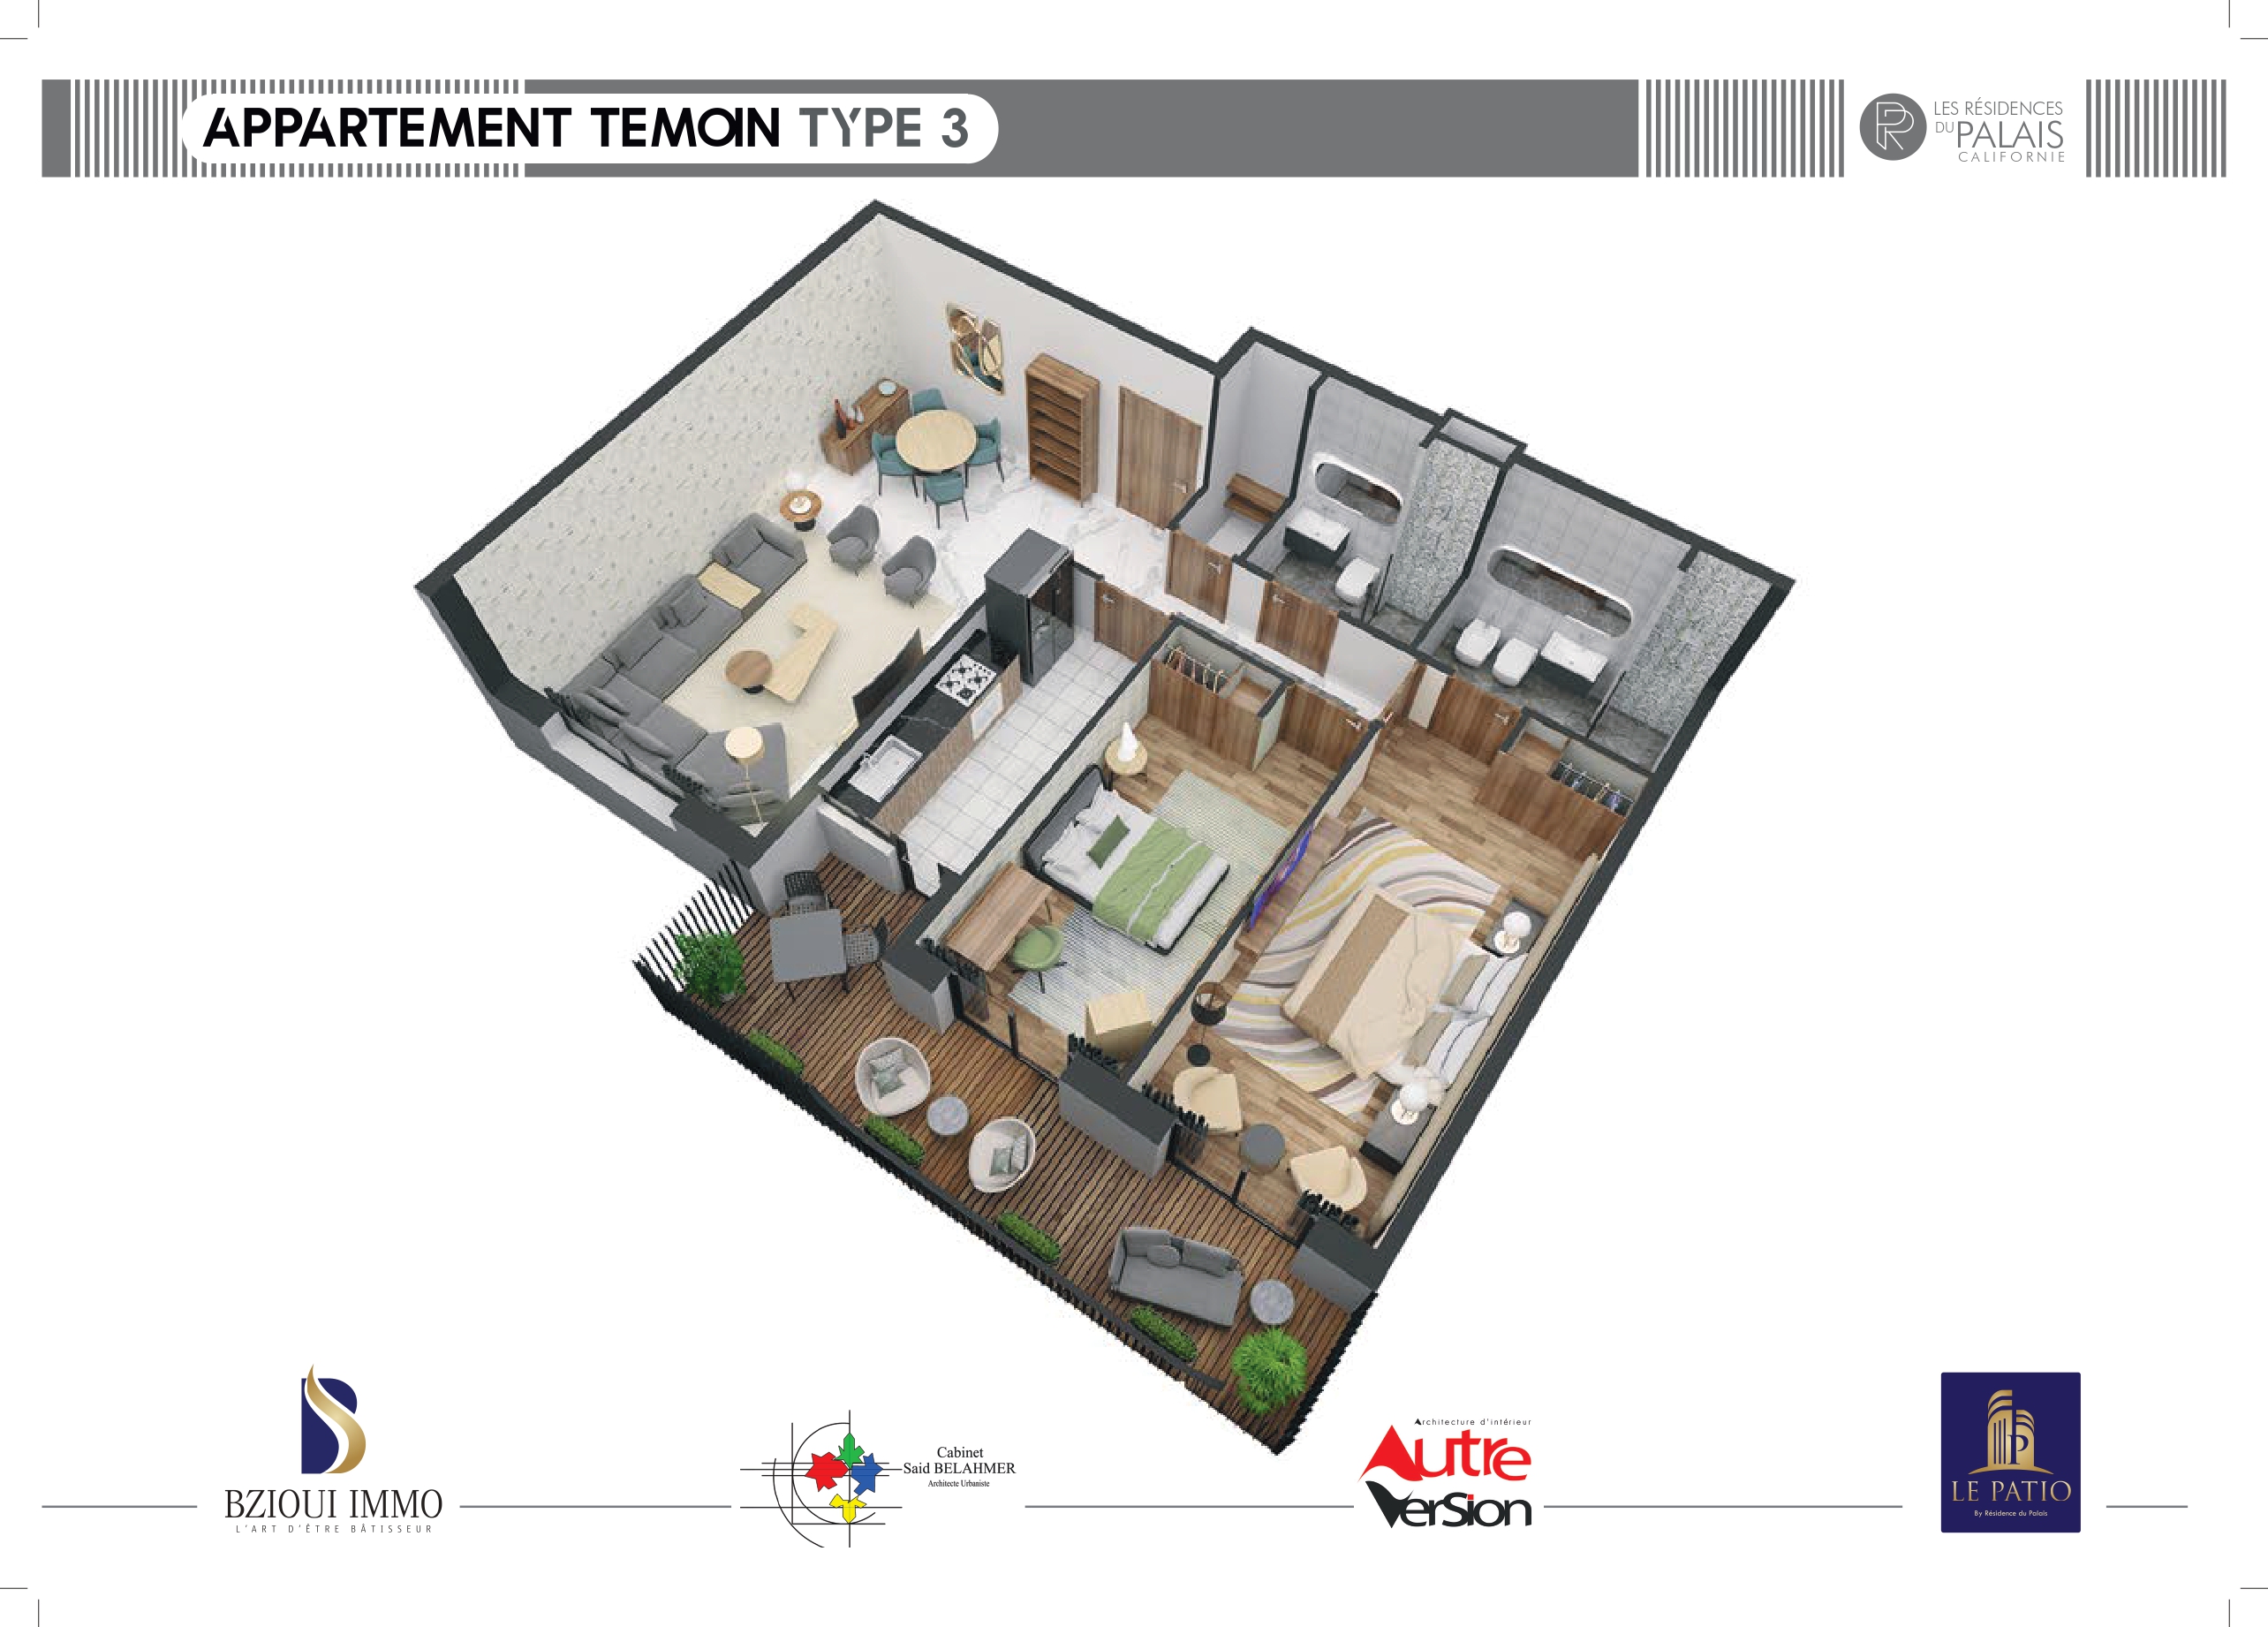 APPARTEMENT TEMOIN TYPE 3
LES RÉSIDENCES
DU PALAIS
CALIFORNIE
BZIOUI IMMO
L'ART D'ÊTRE BÂTISSEUR
Cabinet
Said BELAHMER
Architecte Urbaniste
Architecture d'intérieur
Autre
Version
P
LE PATIO
By Résidence du Palais